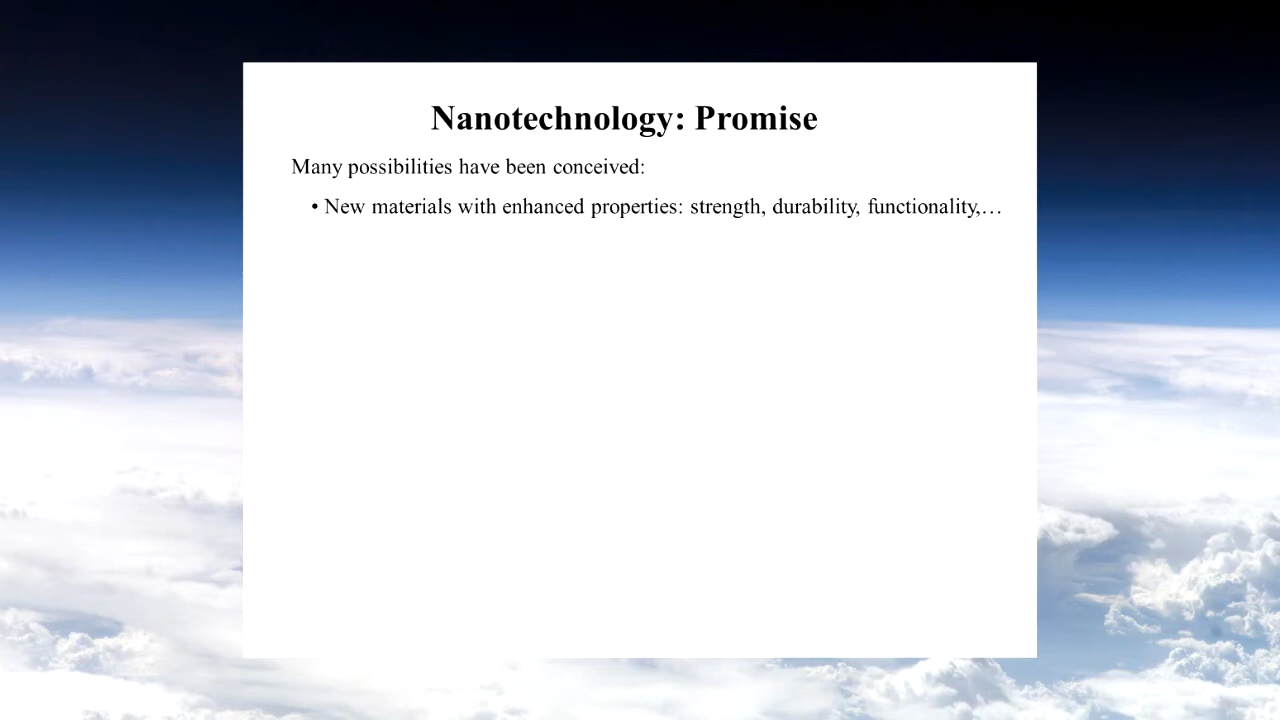 Nanotechnology: Promise
Many possibilities have been conceived:
• New materials with enhanced properties: strength, durability, functionality,…